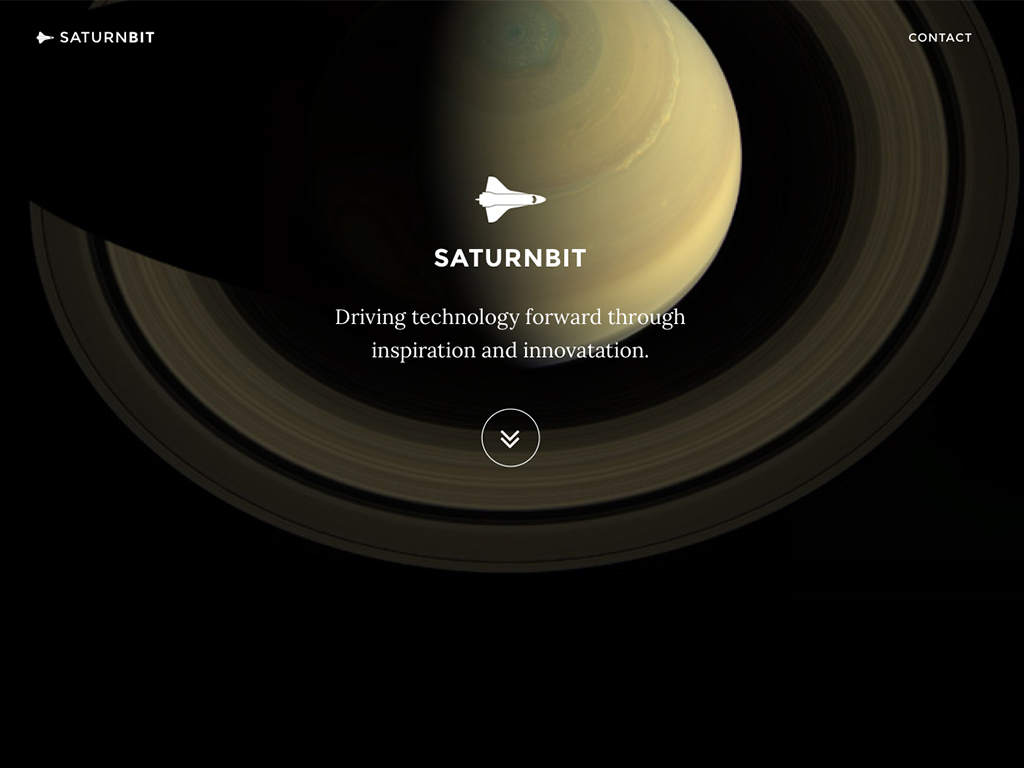 SATURNBIT
CONTACT
SATURNBIT
Driving technology forward through
inspiration and innovatation.